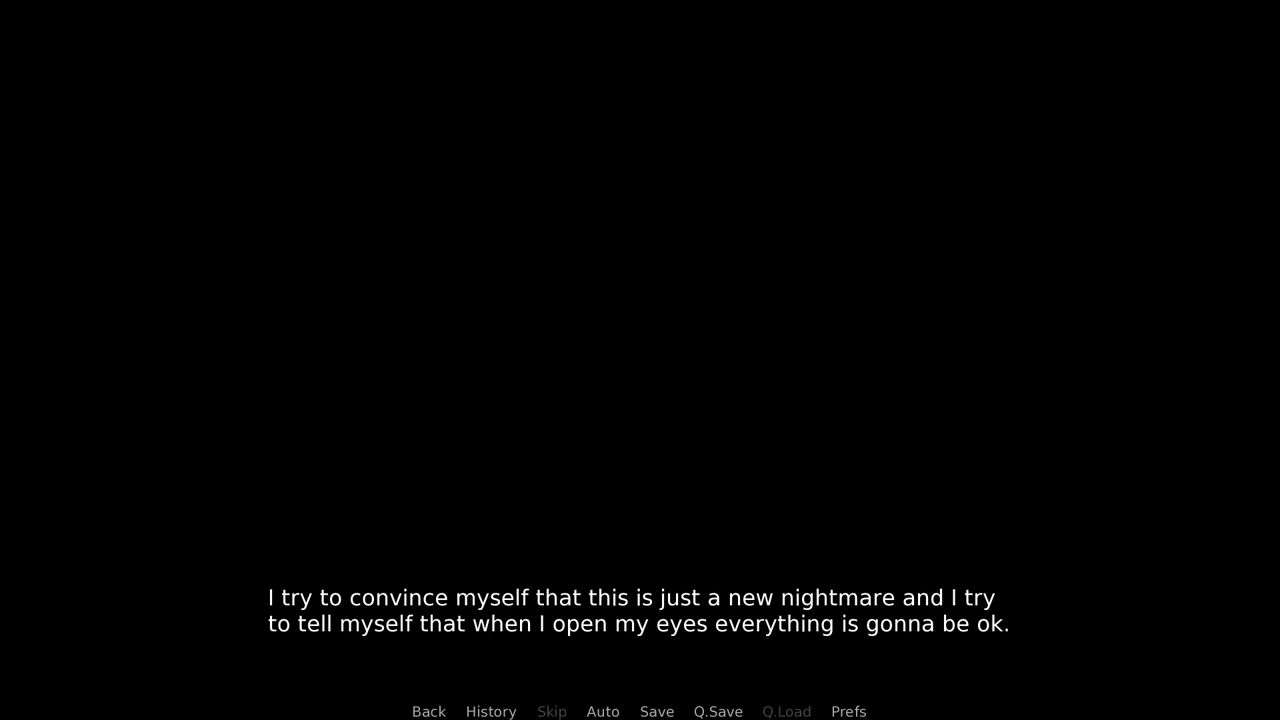 I try to convince myself that this is just a new nightmare and I try
to tell myself that when I open my eyes everything is gonna be ok.
Back History Skip Auto Save Q.Save Q.Load Prefs